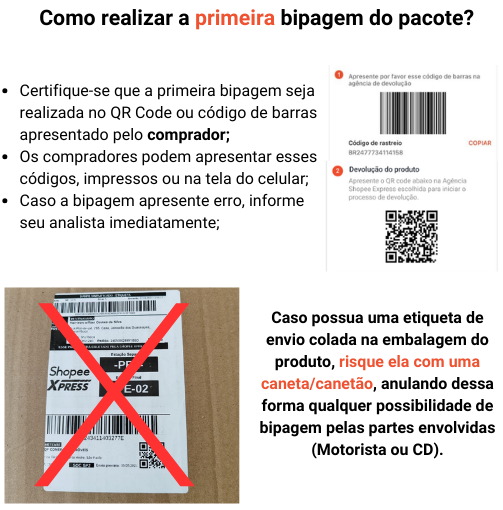 Como realizar a primeira bipagem do pacote?
• Certifique-se que a primeira bipagem seja
realizada no QR Code ou código de barras
apresentado pelo comprador;
• Os compradores podem apresentar esses
códigos, impressos ou na tela do celular;
• Caso a bipagem apresente erro, informe
seu analista imediatamente;
1 Apresente por favor esse código de barras na
agência de devolução
Código de rastreio COPIAR
BR2477734114158
2 Devolução do produto
Apresente o QR code abaixo na Agência
Shopee Express escolhida para iniciar o
processo de devolução.
Shopee
XPRESS
E-02
Caso possua uma etiqueta de
envio colada na embalagem do
produto, risque ela com uma
caneta/canetão, anulando dessa
forma qualquer possibilidade de
bipagem pelas partes envolvidas
(Motorista ou CD).